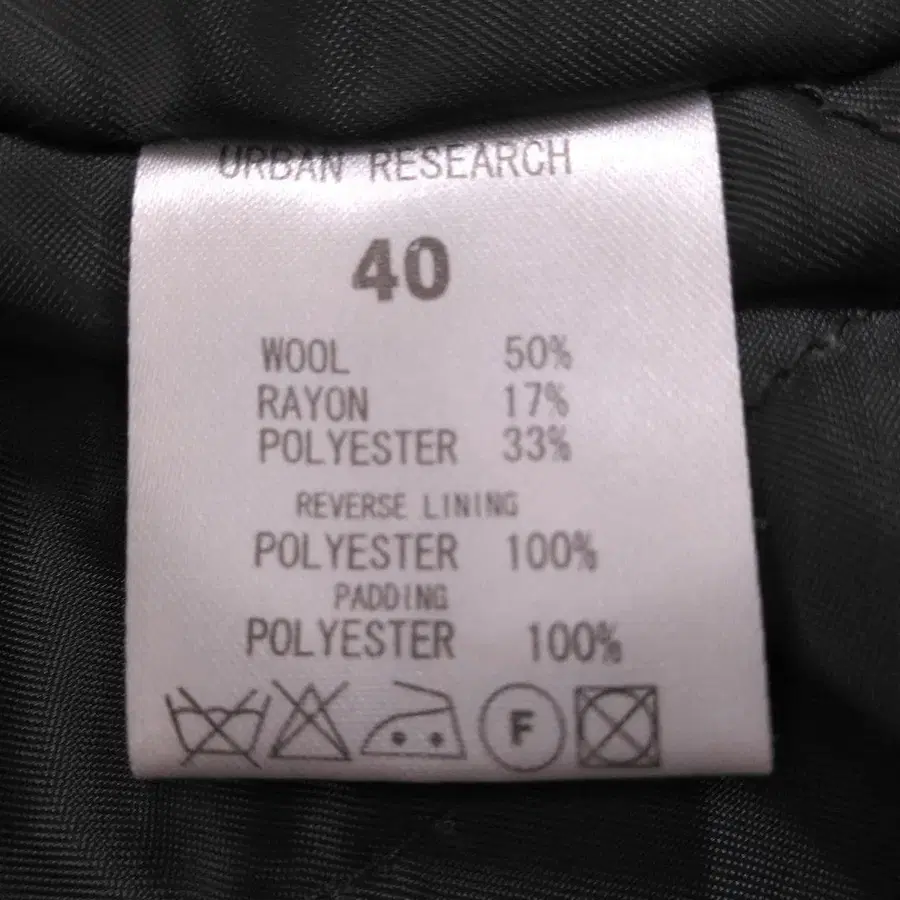 URBAN RESEARCH
40
WOOL 50%
RAYON 17%
POLYESTER 33%
REVERSE LINING
POLYESTER 100%
PADDING
POLYESTER 100%
F